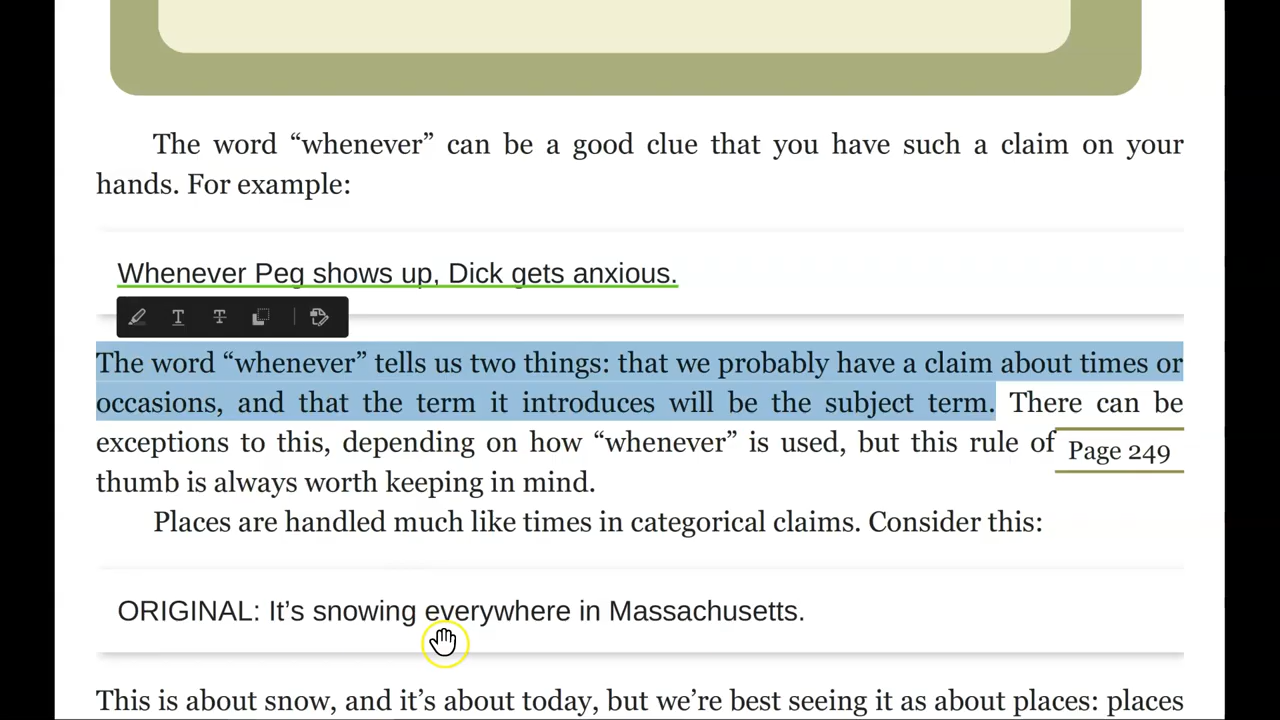 The word “whenever” can be a good clue that you have such a claim on your
hands. For example:
Whenever Peg shows up, Dick gets anxious.
The word “whenever” tells us two things: that we probably have a claim about times or
occasions, and that the term it introduces will be the subject term. There can be
exceptions to this, depending on how “whenever” is used, but this rule of
Page 249
thumb is always worth keeping in mind.
Places are handled much like times in categorical claims. Consider this:
ORIGINAL: It’s snowing everywhere in Massachusetts.
This is about snow, and it’s about today, but we’re best seeing it as about places: places